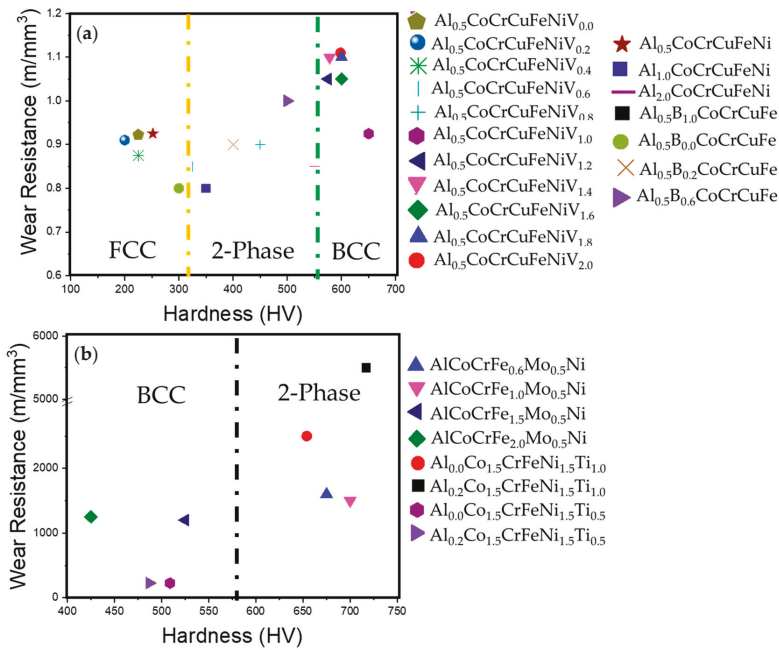 (a)
Wear Resistance (m/mm³)
1.2
1.1
1.0
0.9
0.8
0.7
0.6
FCC
2-Phase
BCC
100 200 300 400 500 600 700
Hardness (HV)
Al₀.₅CoCrCuFeNiV₀.₀
Al₀.₅CoCrCuFeNiV₀.₂
Al₀.₅CoCrCuFeNiV₀.₄
Al₀.₅CoCrCuFeNiV₀.₆
Al₀.₅CoCrCuFeNiV₀.₈
Al₀.₅CoCrCuFeNiV₁.₀
Al₀.₅CoCrCuFeNiV₁.₂
Al₀.₅CoCrCuFeNiV₁.₄
Al₀.₅CoCrCuFeNiV₁.₆
Al₀.₅CoCrCuFeNiV₁.₈
Al₀.₅CoCrCuFeNiV₂.₀
Al₀.₅CoCrCuFeNi
Al₁.₀CoCrCuFeNi
Al₂.₀CoCrCuFeNi
Al₀.₅B₁.₀CoCrCuFe
Al₀.₅B₀.₀CoCrCuFe
Al₀.₅B₀.₂CoCrCuFe
Al₀.₅B₀.₆CoCrCuFe
(b)
Wear Resistance (m/mm³)
6000
5000
2000
1000
0
BCC
2-Phase
400 450 500 550 600 650 700 750
Hardness (HV)
AlCoCrFe₀.₆Mo₀.₅Ni
AlCoCrFe₁.₀Mo₀.₅Ni
AlCoCrFe₁.₅Mo₀.₅Ni
AlCoCrFe₂.₀Mo₀.₅Ni
Al₀.₀Co₁.₅CrFeNi₁.₅Ti₁.₀
Al₀.₂Co₁.₅CrFeNi₁.₅Ti₁.₀
Al₀.₀Co₁.₅CrFeNi₁.₅Ti₀.₅
Al₀.₂Co₁.₅CrFeNi₁.₅Ti₀.₅